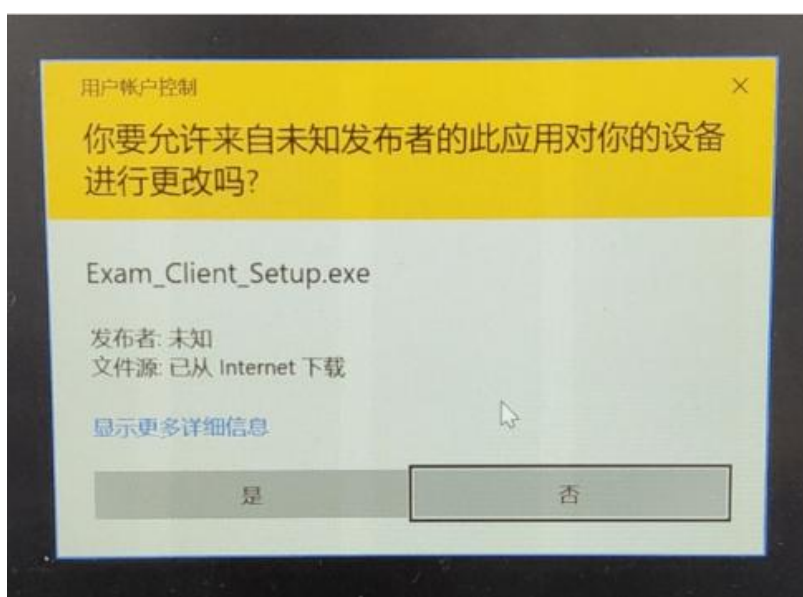 用户帐户控制
你要允许来自未知发布者的此应用对你的设备
进行更改吗?
Exam_Client_Setup.exe
发布者: 未知
文件源: 已从 Internet 下载
显示更多详细信息
是
否